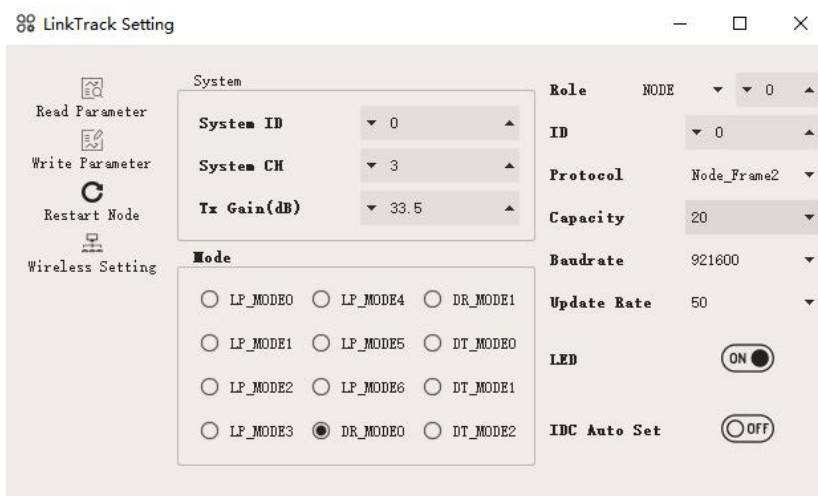 LinkTrack Setting
Read Parameter
Write Parameter
Restart Node
Wireless Setting
System
System ID 0
System CH 3
Tx Gain(dB) 33.5
Mode
LP_MODE0 LP_MODE4 DR_MODE1
LP_MODE1 LP_MODE5 DT_MODE0
LP_MODE2 LP_MODE6 DT_MODE1
LP_MODE3 DR_MODE0 DT_MODE2
Role NODE 0
ID 0
Protocol Node_Frame2
Capacity 20
Baudrate 921600
Update Rate 50
LED ON
IDC Auto Set OFF